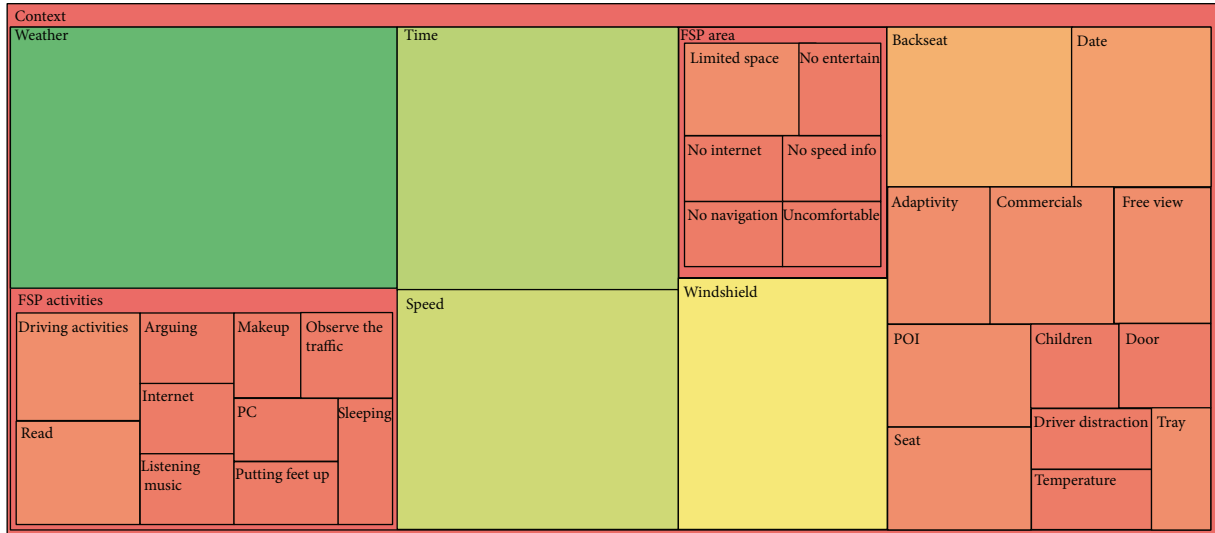 Context
Weather
Time
FSP area
Limited space
No entertain
No internet
No speed info
No navigation
Uncomfortable
Backseat
Date
Adaptivity
Commercials
Free view
FSP activities
Driving activities
Arguing
Makeup
Observe the
traffic
Internet
PC
Sleeping
Read
Listening
music
Putting feet up
Speed
Windshield
POI
Children
Door
Seat
Driver distraction
Tray
Temperature